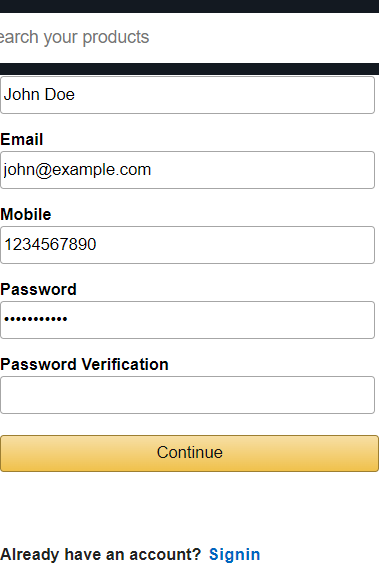 earch your products
John Doe
Email
john@example.com
Mobile
1234567890
Password
•••••••••••
Password Verification
Continue
Already have an account? Signin